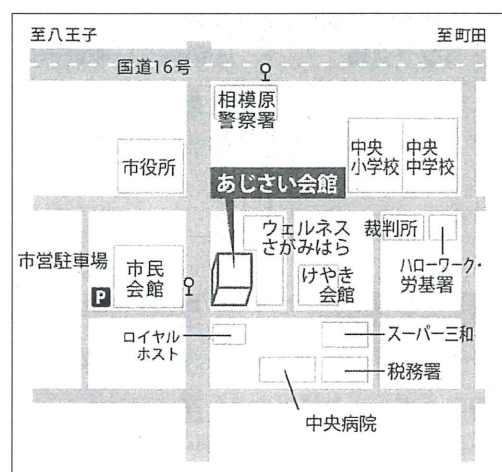 至八王子
至町田
国道16号
相模原
警察署
市役所
中央
小学校
中央
中学校
あじさい会館
ウェルネス
さがみはら
裁判所
市営駐車場
P
市民
会館
けやき
会館
ハローワーク・
労基署
ロイヤル
ホスト
スーパー三和
税務署
中央病院